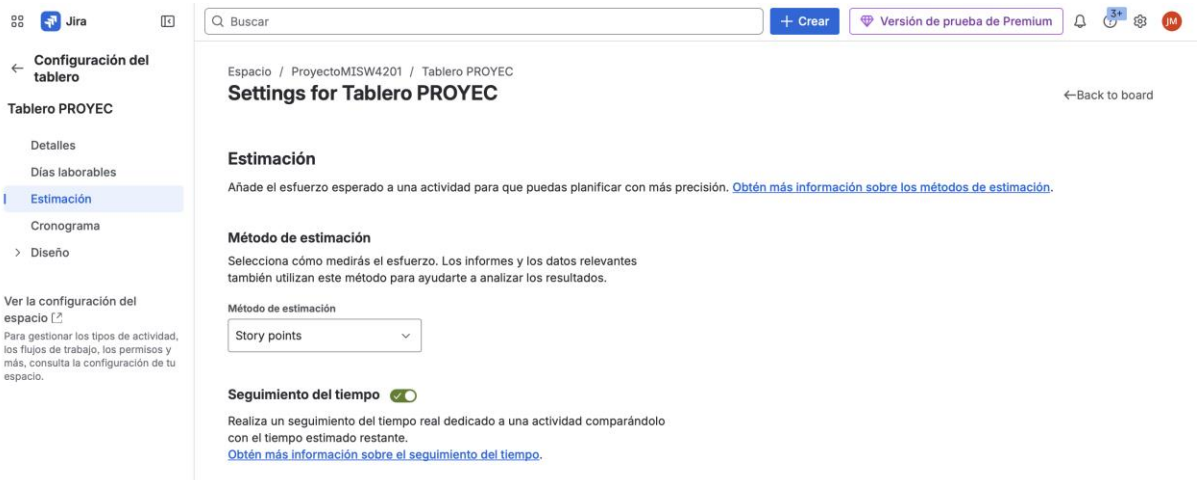 Jira
Buscar
Crear
Versión de prueba de Premium
3+
JM
Configuración del
tablero
Tablero PROYEC
Detalles
Días laborables
Estimación
Cronograma
Diseño
Ver la configuración del
espacio
Para gestionar los tipos de actividad,
los flujos de trabajo, los permisos y
más, consulta la configuración de tu
espacio.
Espacio / ProyectoMISW4201 / Tablero PROYEC
Settings for Tablero PROYEC
←Back to board
Estimación
Añade el esfuerzo esperado a una actividad para que puedas planificar con más precisión. Obtén más información sobre los métodos de estimación.
Método de estimación
Selecciona cómo medirás el esfuerzo. Los informes y los datos relevantes
también utilizan este método para ayudarte a analizar los resultados.
Método de estimación
Story points
Seguimiento del tiempo
Realiza un seguimiento del tiempo real dedicado a una actividad comparándolo
con el tiempo estimado restante.
Obtén más información sobre el seguimiento del tiempo.